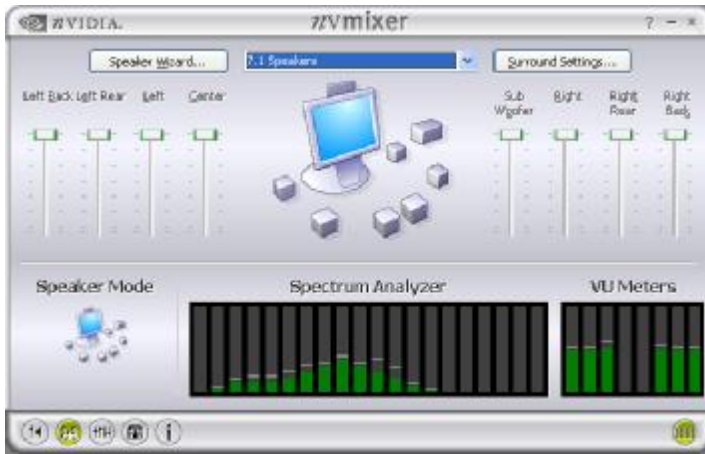 nVIDIA. nVmixer ? - ×
Speaker Wizard... 7.1 Speakers Surround Settings...
Left Back Left Rear Left Center Sub Woofer Right Right Rear Right Back
Speaker Mode Spectrum Analyzer VU Meters